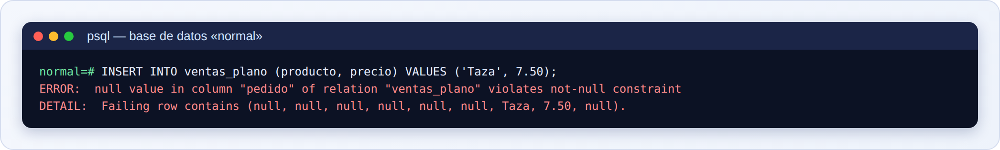 psql — base de datos «normal»
normal=# INSERT INTO ventas_plano (producto, precio) VALUES ('Taza', 7.50);
ERROR:  null value in column "pedido" of relation "ventas_plano" violates not-null constraint
DETAIL:  Failing row contains (null, null, null, null, null, null, Taza, 7.50, null).